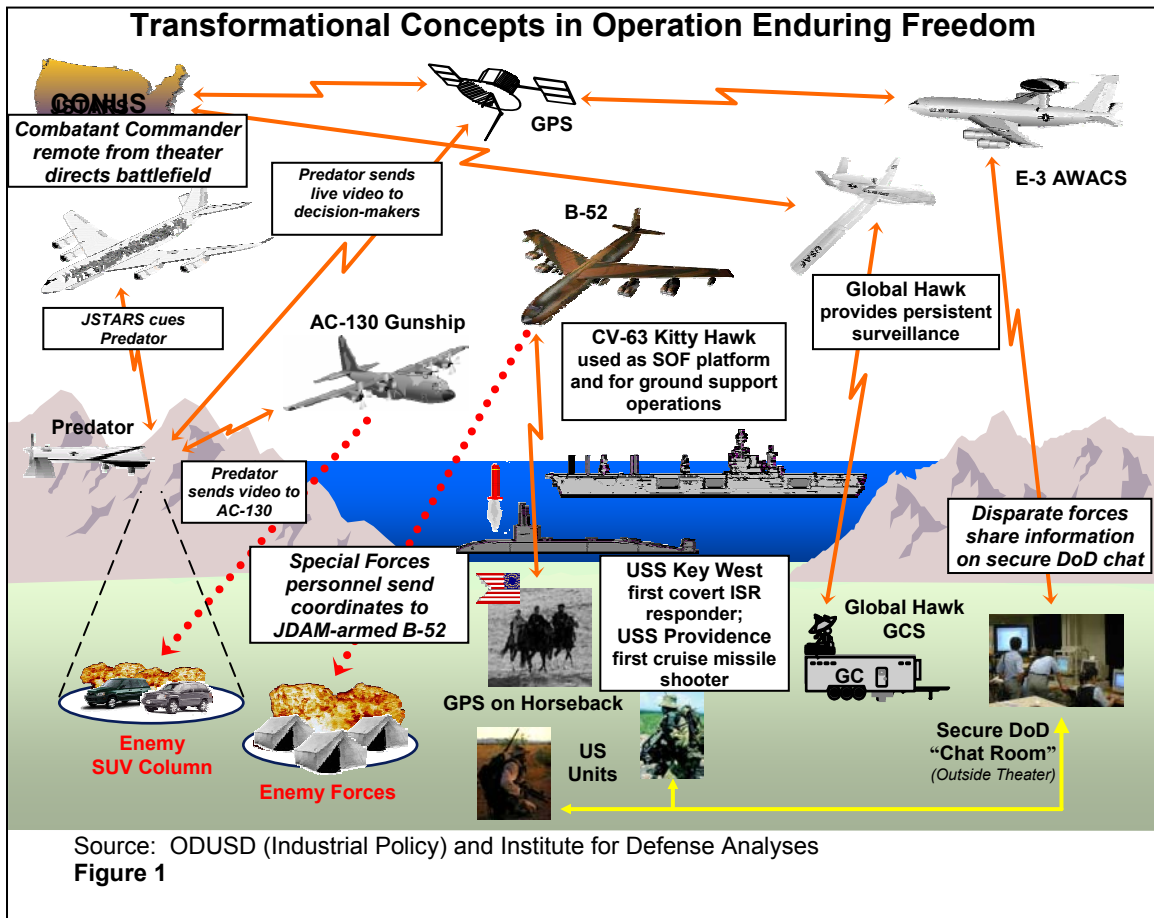 Transformational Concepts in Operation Enduring Freedom
CONUS
JSTARS
Combatant Commander
remote from theater
directs battlefield
GPS
E-3 AWACS
Predator sends
live video to
decision-makers
B-52
USAF
JSTARS cues
Predator
AC-130 Gunship
CV-63 Kitty Hawk
used as SOF platform
and for ground support
operations
Global Hawk
provides persistent
surveillance
Predator
Predator
sends video to
AC-130
Special Forces
personnel send
coordinates to
JDAM-armed B-52
USS Key West
first covert ISR
responder;
USS Providence
first cruise missile
shooter
Disparate forces
share information
on secure DoD chat
Global Hawk
GCS
GC
GPS on Horseback
Enemy
SUV Column
Enemy Forces
US
Units
Secure DoD
“Chat Room”
(Outside Theater)
Source: ODUSD (Industrial Policy) and Institute for Defense Analyses
Figure 1